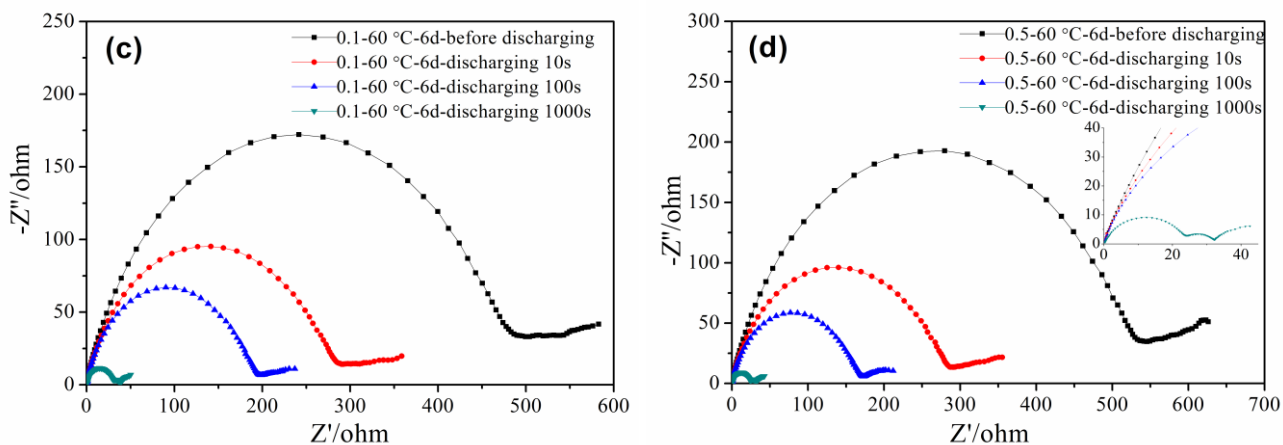 (c)
0.1-60 °C-6d-before discharging
0.1-60 °C-6d-discharging 10s
0.1-60 °C-6d-discharging 100s
0.1-60 °C-6d-discharging 1000s
250
200
150
100
50
0
-Z"/ohm
0 100 200 300 400 500 600
Z'/ohm
(d)
0.5-60 °C-6d-before discharging
0.5-60 °C-6d-discharging 10s
0.5-60 °C-6d-discharging 100s
0.5-60 °C-6d-discharging 1000s
300
250
200
150
100
50
0
-Z"/ohm
40
30
20
10
0
0 20 40
0 100 200 300 400 500 600 700
Z'/ohm